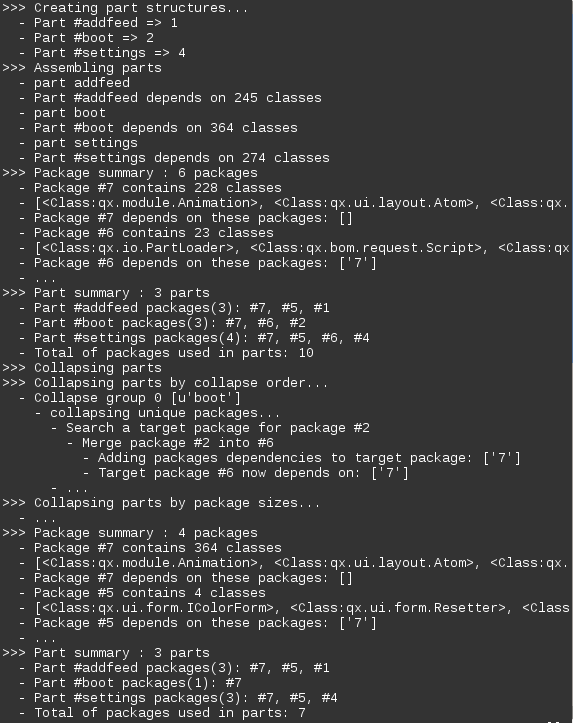 >>> Creating part structures...
  - Part #addfeed => 1
  - Part #boot => 2
  - Part #settings => 4
>>> Assembling parts
  - part addfeed
  - Part #addfeed depends on 245 classes
  - part boot
  - Part #boot depends on 364 classes
  - part settings
  - Part #settings depends on 274 classes
>>> Package summary : 6 packages
  - Package #7 contains 228 classes
  - [<Class:qx.module.Animation>, <Class:qx.ui.layout.Atom>, <Class:qx.
  - Package #7 depends on these packages: []
  - Package #6 contains 23 classes
  - [<Class:qx.io.PartLoader>, <Class:qx.bom.request.Script>, <Class:qx
  - Package #6 depends on these packages: ['7']
  - ...
>>> Part summary : 3 parts
  - Part #addfeed packages(3): #7, #5, #1
  - Part #boot packages(3): #7, #6, #2
  - Part #settings packages(4): #7, #5, #6, #4
  - Total of packages used in parts: 10
>>> Collapsing parts
>>> Collapsing parts by collapse order...
  - Collapse group 0 [u'boot']
    - collapsing unique packages...
      - Search a target package for package #2
        - Merge package #2 into #6
          - Adding packages dependencies to target package: ['7']
          - Target package #6 now depends on: ['7']
      - ...
>>> Collapsing parts by package sizes...
  - ...
>>> Package summary : 4 packages
  - Package #7 contains 364 classes
  - [<Class:qx.module.Animation>, <Class:qx.ui.layout.Atom>, <Class:qx.
  - Package #7 depends on these packages: []
  - Package #5 contains 4 classes
  - [<Class:qx.ui.form.IColorForm>, <Class:qx.ui.form.Resetter>, <Class
  - Package #5 depends on these packages: ['7']
  - ...
>>> Part summary : 3 parts
  - Part #addfeed packages(3): #7, #5, #1
  - Part #boot packages(1): #7
  - Part #settings packages(3): #7, #5, #4
  - Total of packages used in parts: 7